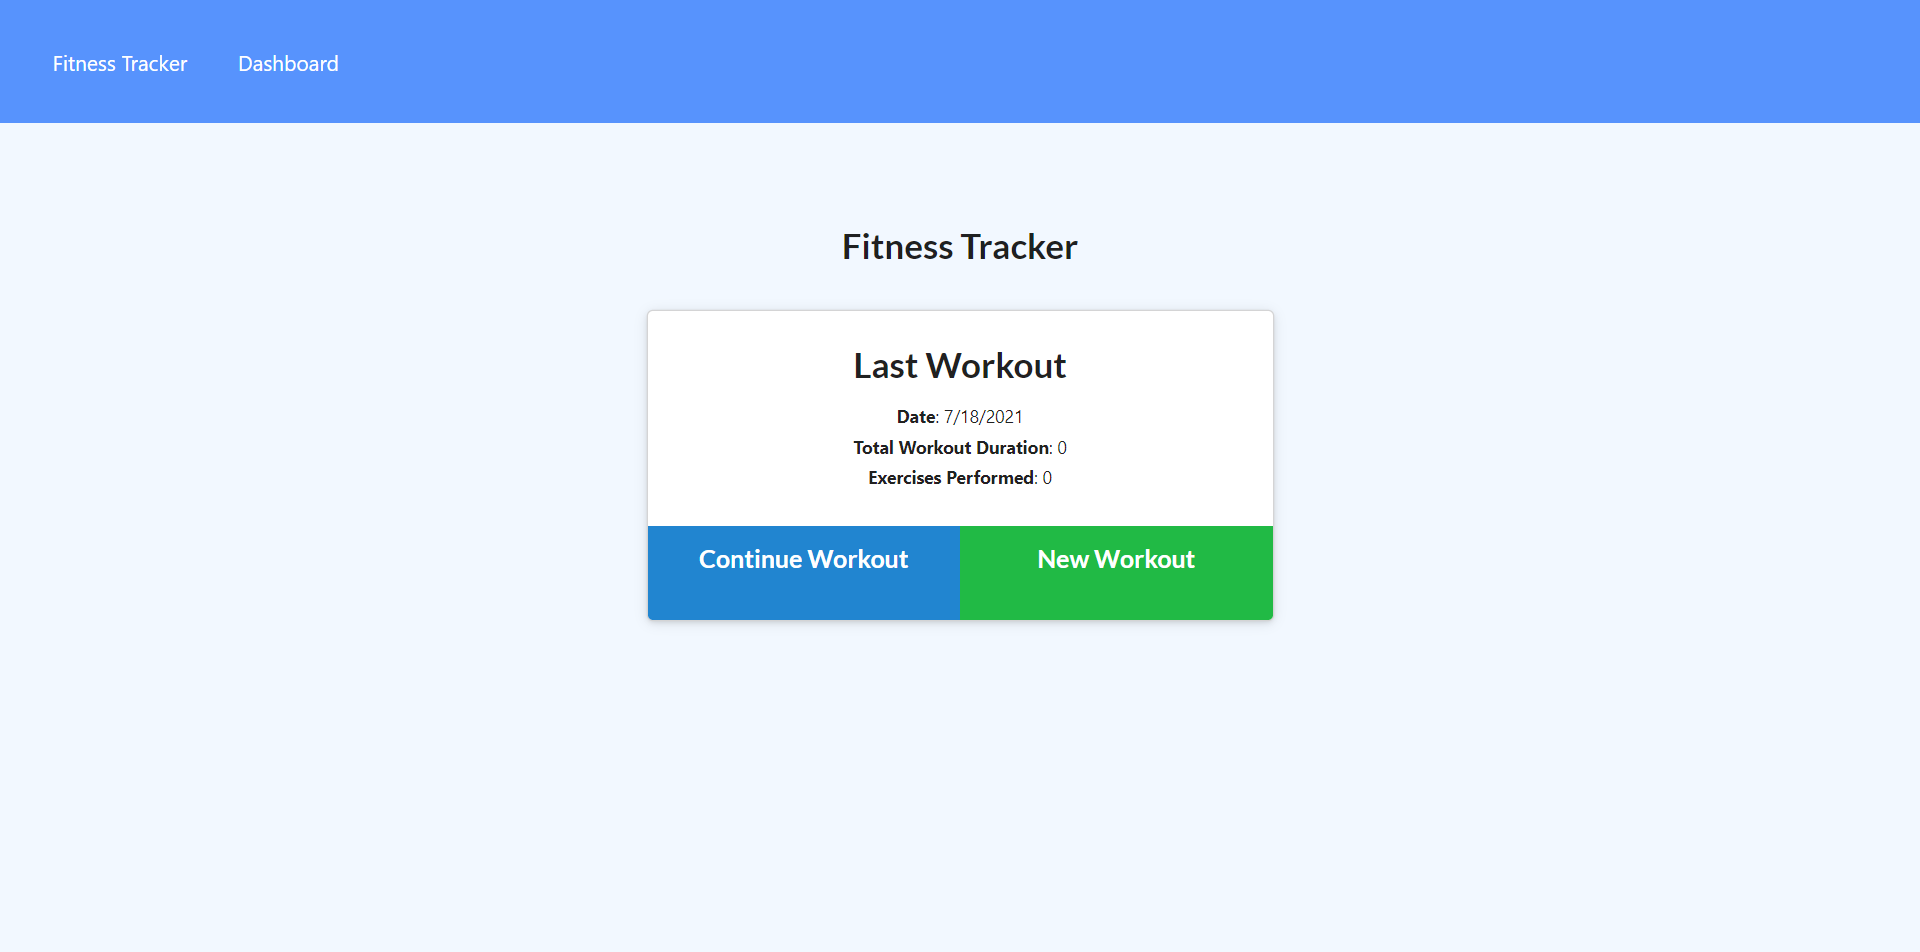 Fitness Tracker Dashboard
Fitness Tracker
Last Workout
Date: 7/18/2021
Total Workout Duration: 0
Exercises Performed: 0
Continue Workout New Workout